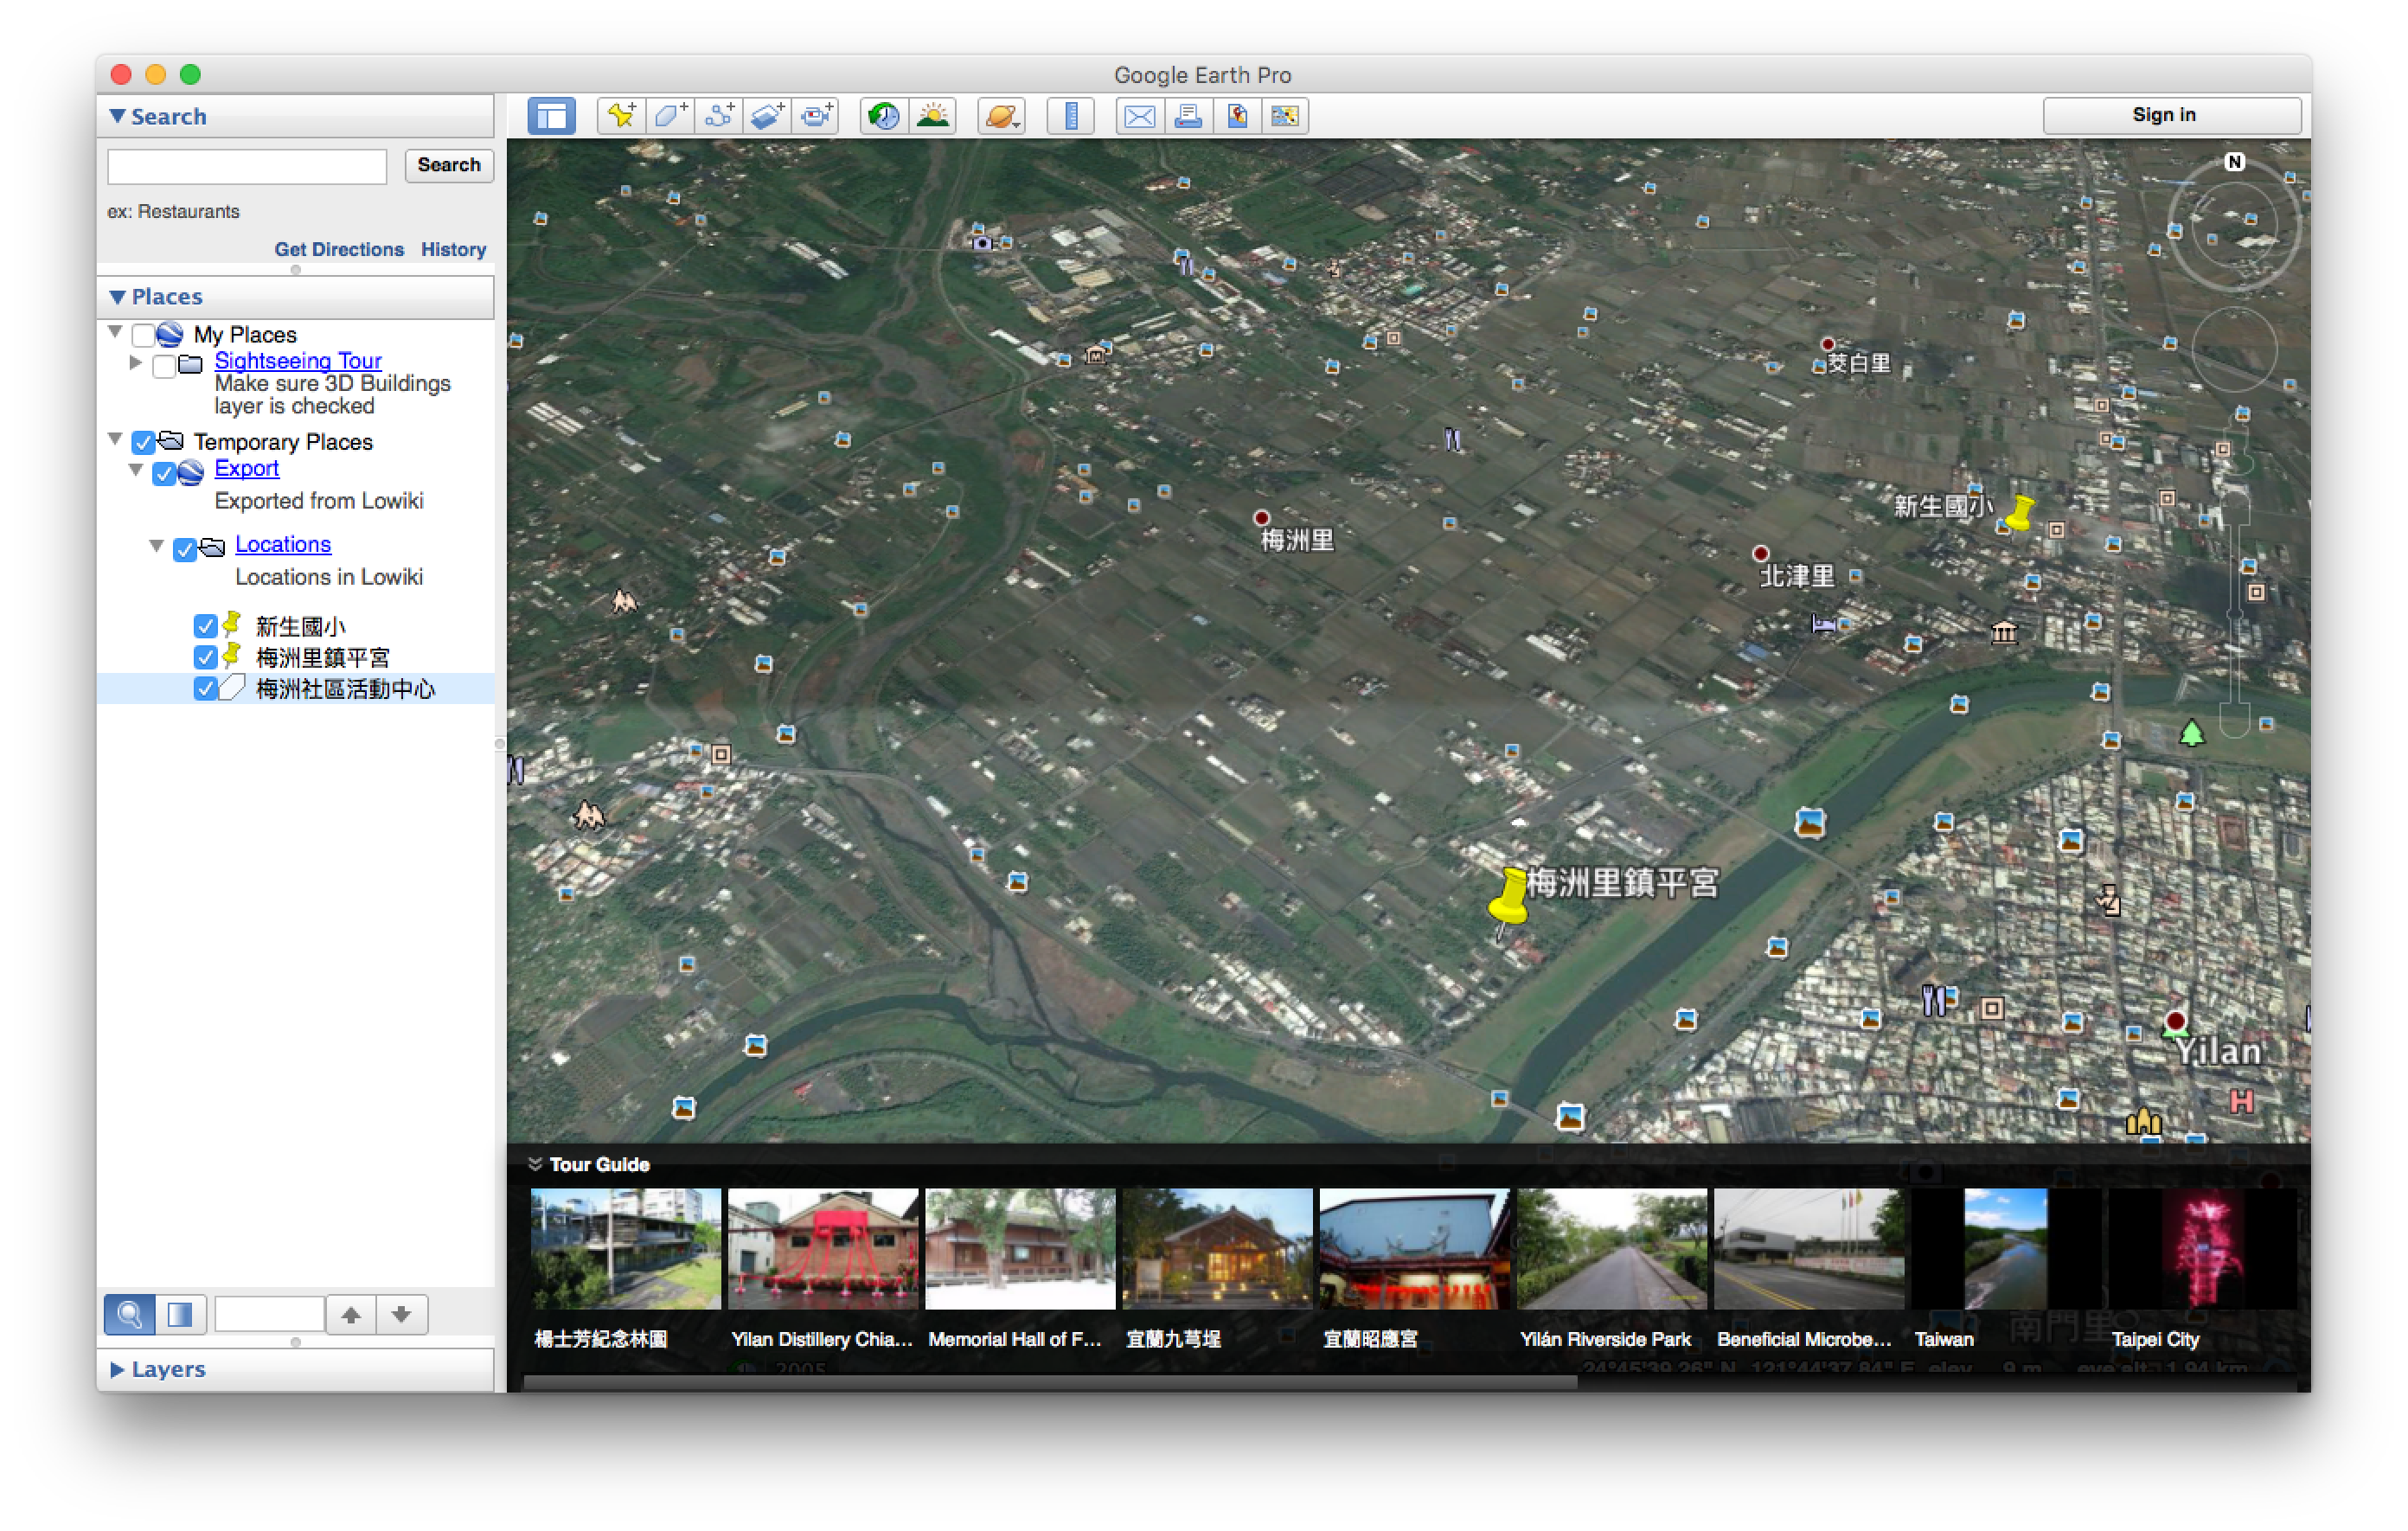 Google Earth Pro
Search
Sign in
Search
ex: Restaurants
Get Directions History
Places
My Places
Sightseeing Tour
Make sure 3D Buildings
layer is checked
Temporary Places
Export
Exported from Lowiki
Locations
Locations in Lowiki
新生國小
梅洲里鎮平宮
梅洲社區活動中心
Layers
N
茭白里
新生國小
梅洲里
北津里
梅洲里鎮平宮
Yilan
H
Tour Guide
楊士芳紀念林園
Yilan Distillery Chia...
Memorial Hall of F...
宜蘭九芎埕
宜蘭昭應宮
Yilán Riverside Park
Beneficial Microbe...
Taiwan
Taipei City
南門里
2005
24°45'39.26" N 121°44'37.84" E elev 9 m eye alt 1.94 km